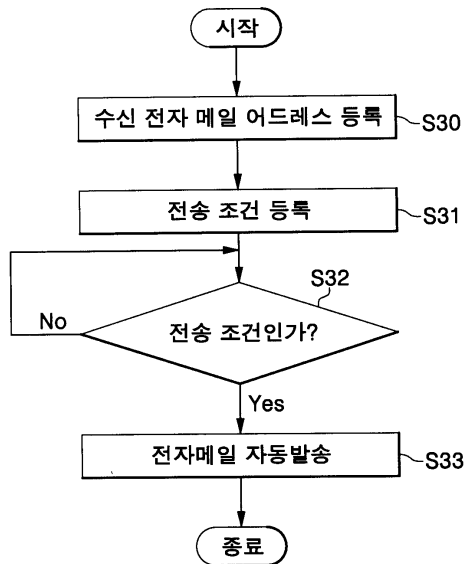 시작
수신 전자 메일 어드레스 등록
S30
전송 조건 등록
S31
S32
전송 조건인가?
No
Yes
전자메일 자동발송
S33
종료